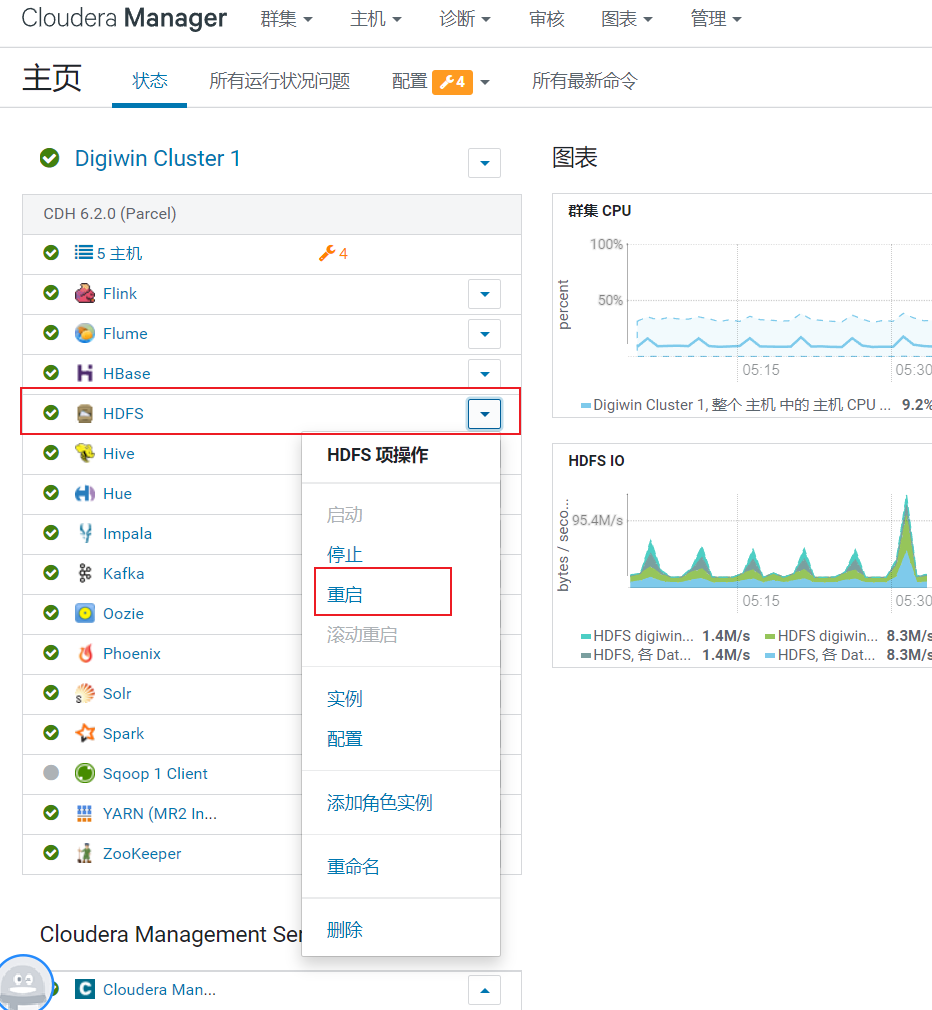 Cloudera Manager 群集 主机 诊断 审核 图表 管理
主页 状态 所有运行状况问题 配置 4 所有最新命令
Digiwin Cluster 1
CDH 6.2.0 (Parcel)
5 主机 4
Flink
Flume
HBase
HDFS
Hive
Hue
Impala
Kafka
Oozie
Phoenix
Solr
Spark
Sqoop 1 Client
YARN (MR2 In...
ZooKeeper
HDFS 项操作
启动
停止
重启
滚动重启
实例
配置
添加角色实例
重命名
删除
Cloudera Management Ser
Cloudera Man...
图表
群集 CPU
percent
100%
50%
05:15 05:30
Digiwin Cluster 1, 整个 主机 中的 主机 CPU ... 9.2%
HDFS IO
bytes / seco...
95.4M/s
05:15 05:30
HDFS digiwin... 1.4M/s HDFS digiwin... 8.3M/s
HDFS, 各 Dat... 1.4M/s HDFS, 各 Dat... 8.3M/s